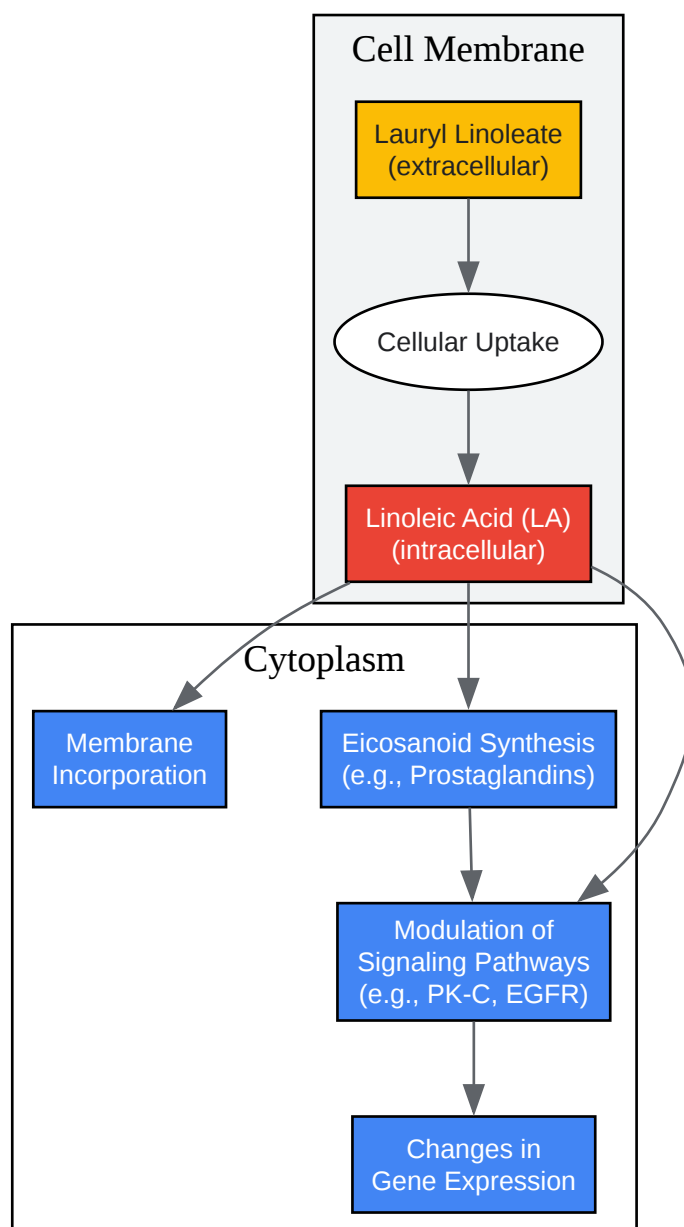 Cell Membrane
Lauryl Linoleate
(extracellular)
Cellular Uptake
Linoleic Acid (LA)
(intracellular)
Cytoplasm
Membrane
Incorporation
Eicosanoid Synthesis
(e.g., Prostaglandins)
Modulation of
Signaling Pathways
(e.g., PK-C, EGFR)
Changes in
Gene Expression